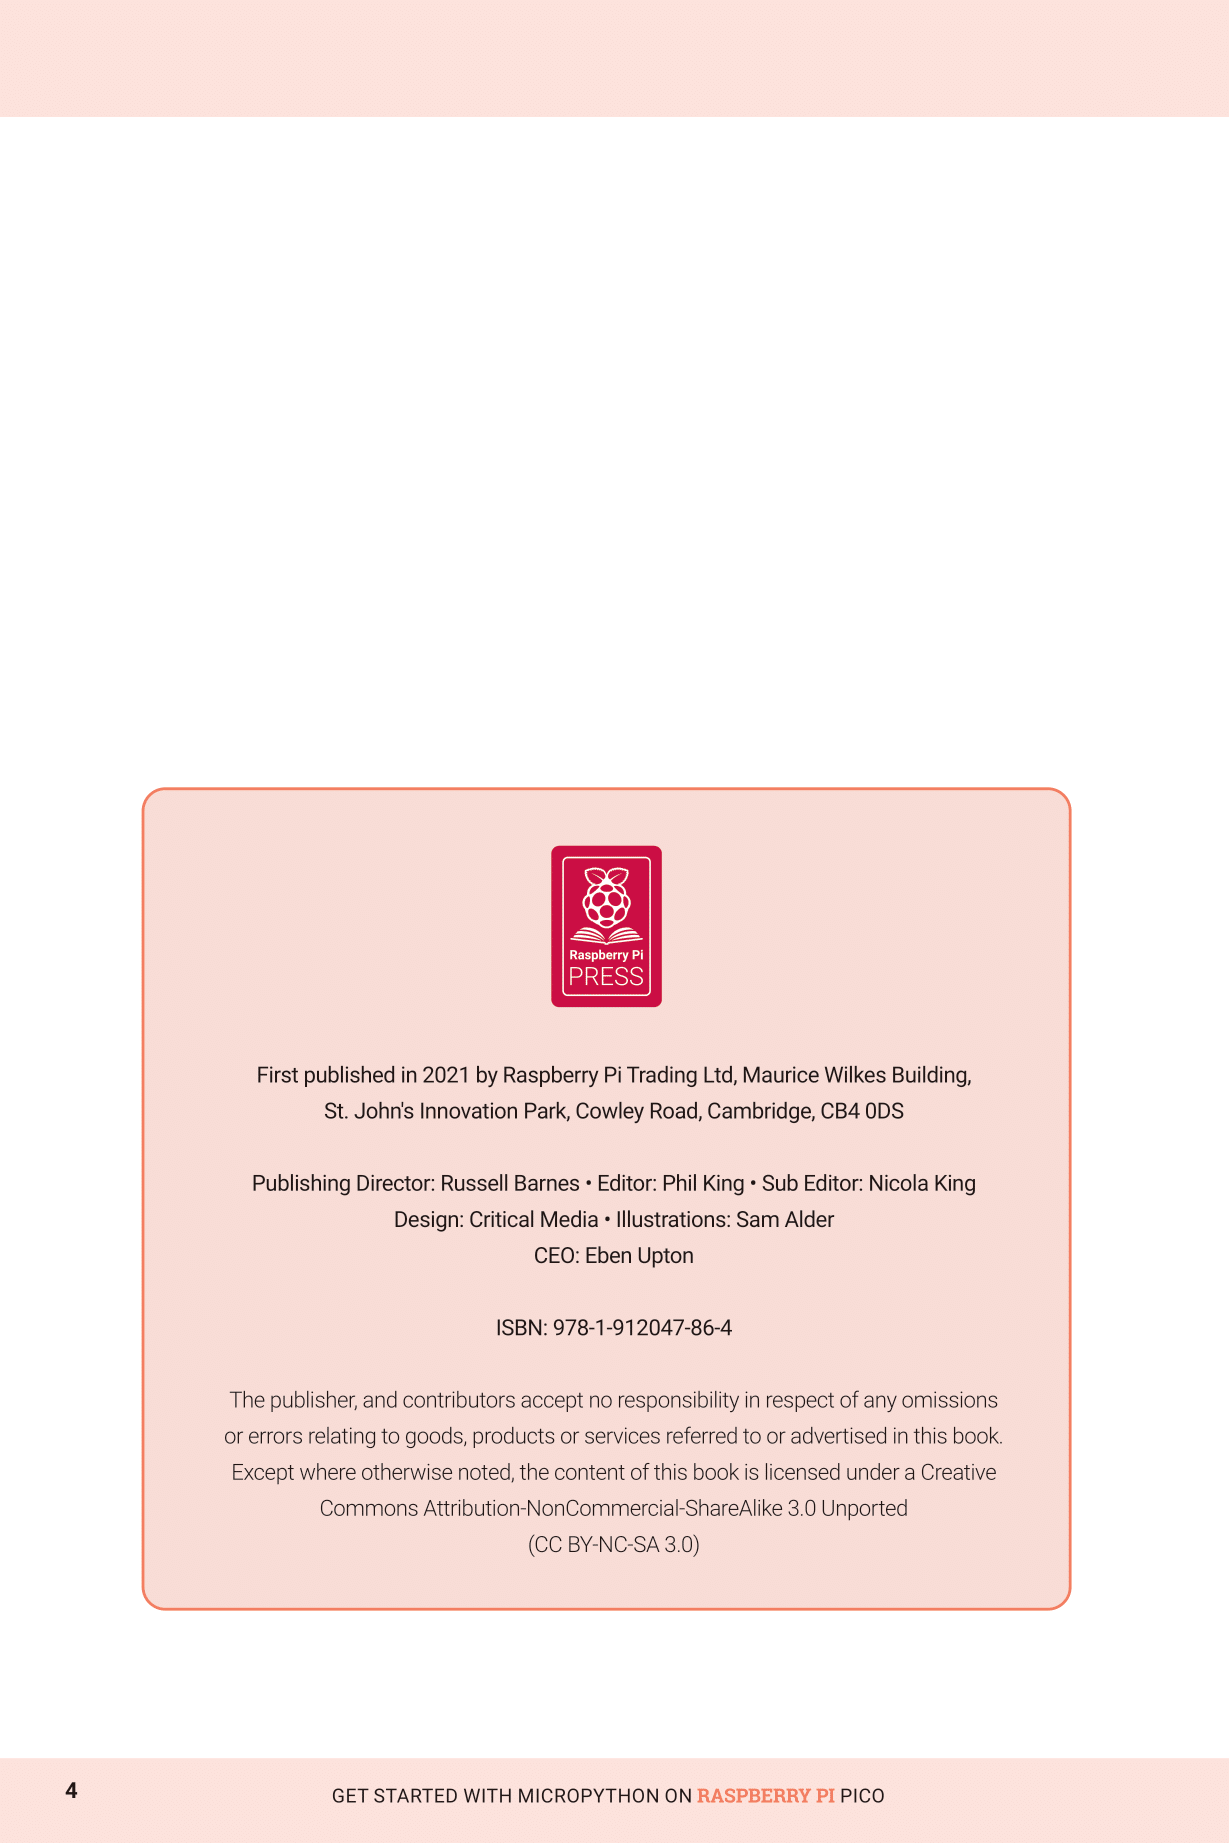 Raspberry Pi
PRESS
First published in 2021 by Raspberry Pi Trading Ltd, Maurice Wilkes Building,
St. John's Innovation Park, Cowley Road, Cambridge, CB4 0DS
Publishing Director: Russell Barnes • Editor: Phil King • Sub Editor: Nicola King
Design: Critical Media • Illustrations: Sam Alder
CEO: Eben Upton
ISBN: 978-1-912047-86-4
The publisher, and contributors accept no responsibility in respect of any omissions
or errors relating to goods, products or services referred to or advertised in this book.
Except where otherwise noted, the content of this book is licensed under a Creative
Commons Attribution-NonCommercial-ShareAlike 3.0 Unported
(CC BY-NC-SA 3.0)
4
GET STARTED WITH MICROPYTHON ON RASPBERRY PI PICO